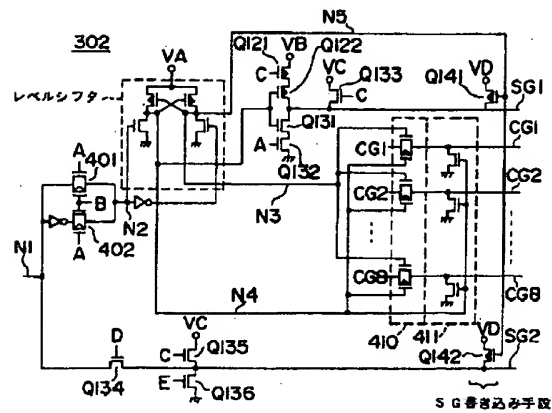 302
VA
レベルシフタ
Q121
VB
Q122
C
N5
VC
Q133
C
Q141
VD
SG1
Q131
A
Q132
CG1
CG1
CG2
CG2
CG8
CG8
A
401
B
402
A
N2
N3
N1
N4
410
411
D
Q134
VC
C
Q135
E
Q136
VD
Q142
SG2
SG書き込み手段